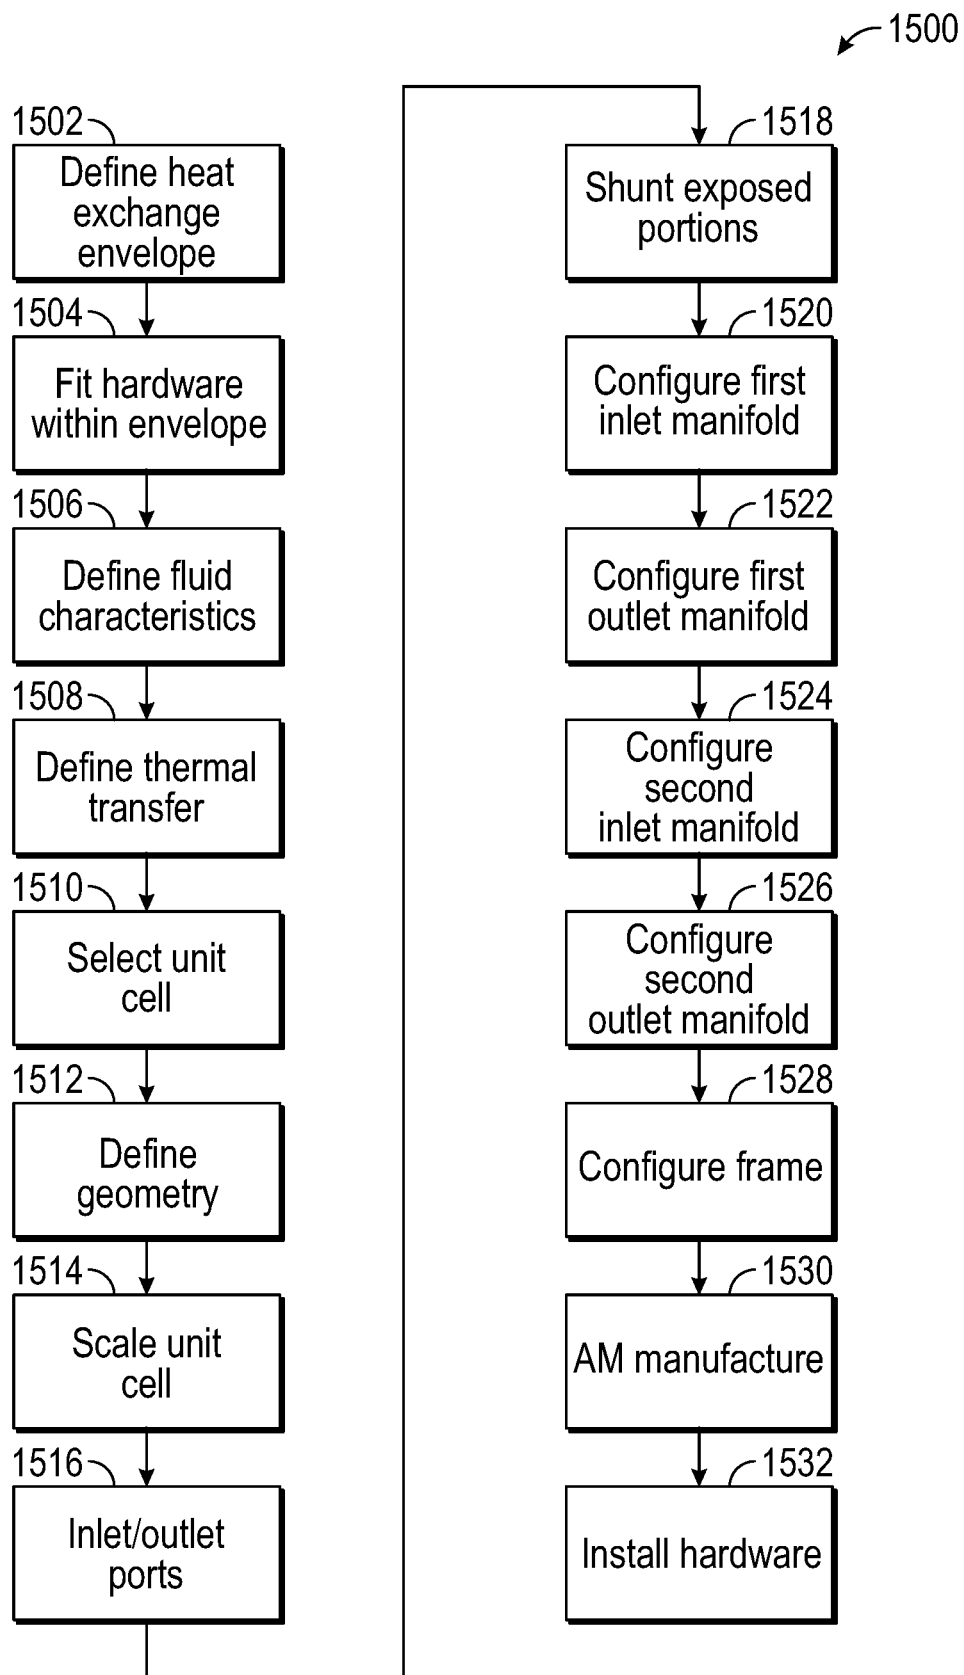 1500
1502
Define heat
exchange
envelope
1504
Fit hardware
within envelope
1506
Define fluid
characteristics
1508
Define thermal
transfer
1510
Select unit
cell
1512
Define
geometry
1514
Scale unit
cell
1516
Inlet/outlet
ports
1518
Shunt exposed
portions
1520
Configure first
inlet manifold
1522
Configure first
outlet manifold
1524
Configure
second
inlet manifold
1526
Configure
second
outlet manifold
1528
Configure frame
1530
AM manufacture
1532
Install hardware